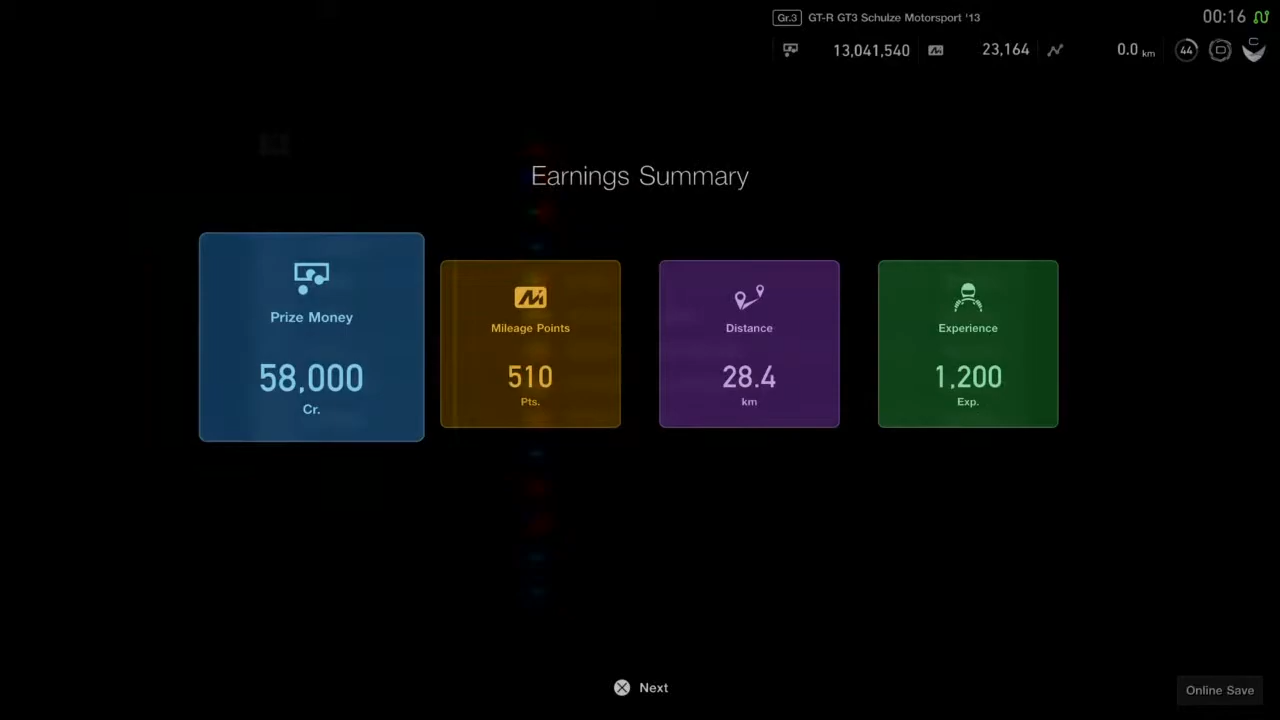 Gr.3 GT-R GT3 Schulze Motorsport '13 00:16
13,041,540 23,164 0.0 km 44 C
Earnings Summary
Prize Money
58,000
Cr.
Mileage Points
510
Pts.
Distance
28.4
km
Experience
1,200
Exp.
Next
Online Save